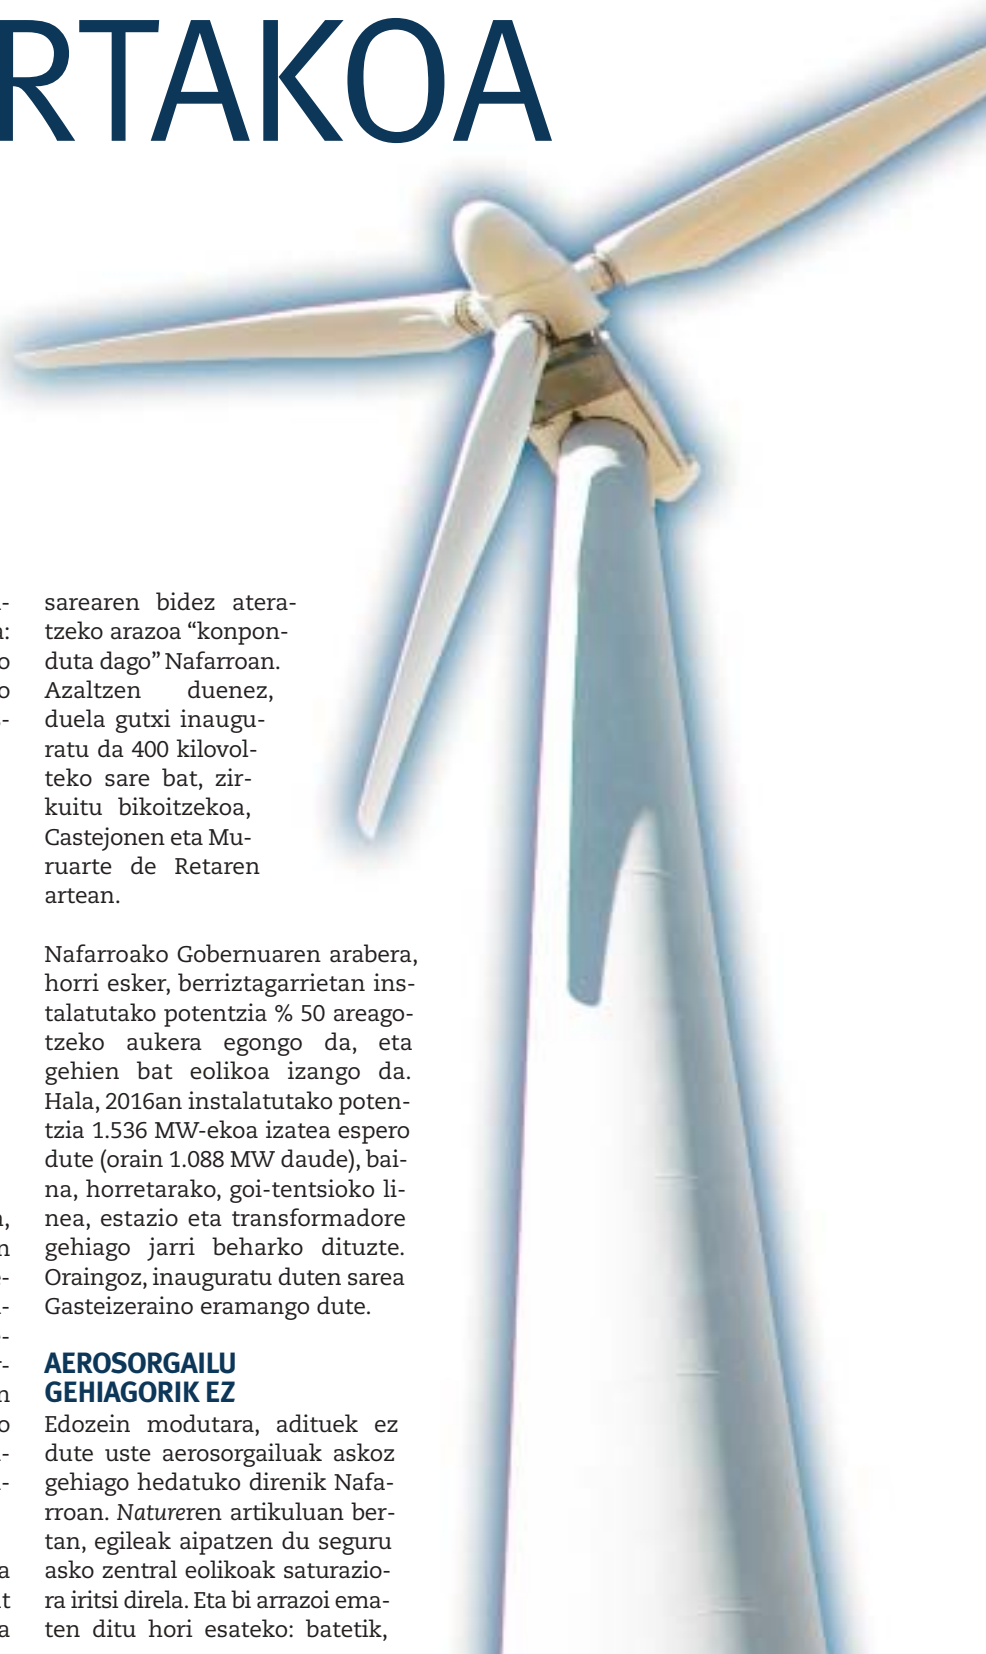 RTAKOA
sarearen bidez atera-
tzeko arazoa “konpon-
duta dago” Nafarroan.
Azaltzen duenez,
duela gutxi inaugu-
ratu da 400 kilovol-
teko sare bat, zir-
kuitu bikoitzekoa,
Castejonen eta Mu-
ruarte de Retaren
artean.
Nafarroako Gobernuaren arabera,
horri esker, berriztagarrietan ins-
talatutako potentzia % 50 areago-
tzeko aukera egongo da, eta
gehien bat eolikoa izango da.
Hala, 2016an instalatutako poten-
tzia 1.536 MW-ekoa izatea espero
dute (orain 1.088 MW daude), bai-
na, horretarako, goi-tentsioko li-
nea, estazio eta transformadore
gehiago jarri beharko dituzte.
Oraingoz, inauguratu duten sarea
Gasteizeraino eramango dute.
AEROSORGAILU
GEHIAGORIK EZ
Edozein modutara, adituek ez
dute uste aerosorgailuak askoz
gehiago hedatuko direnik Nafa-
rroan. Natureren artikuluan ber-
tan, egileak aipatzen du seguru
asko zentral eolikoak saturazio-
ra iritsi direla. Eta bi arrazoi ema-
ten ditu hori esateko: batetik,